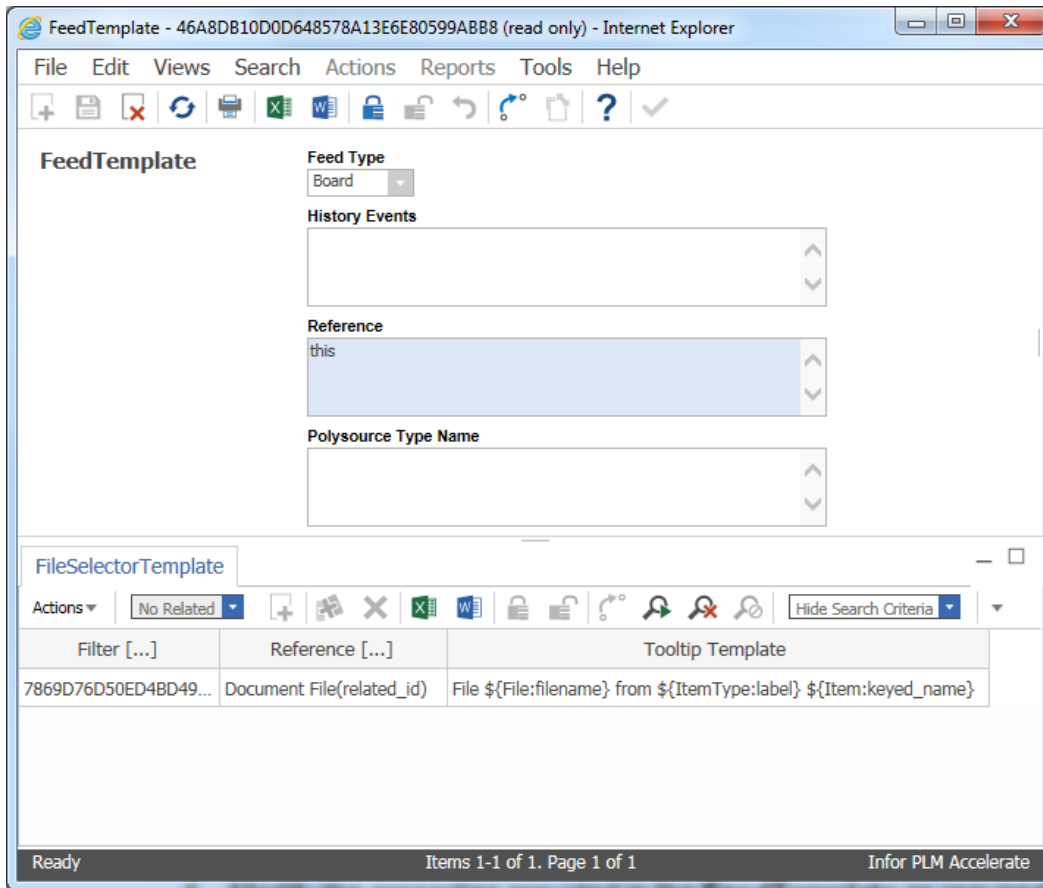 FeedTemplate - 46A8DB10D0D648578A13E6E80599ABB8 (read only) - Internet Explorer
File Edit Views Search Actions Reports Tools Help
FeedTemplate
Feed Type
Board
History Events
Reference
this
Polysource Type Name
FileSelectorTemplate
Actions No Related Hide Search Criteria
Filter [...] Reference [...] Tooltip Template
7869D76D50ED4BD49... Document File(related_id) File ${File:filename} from ${ItemType:label} ${Item:keyed_name}
Ready Items 1-1 of 1. Page 1 of 1 Infor PLM Accelerate